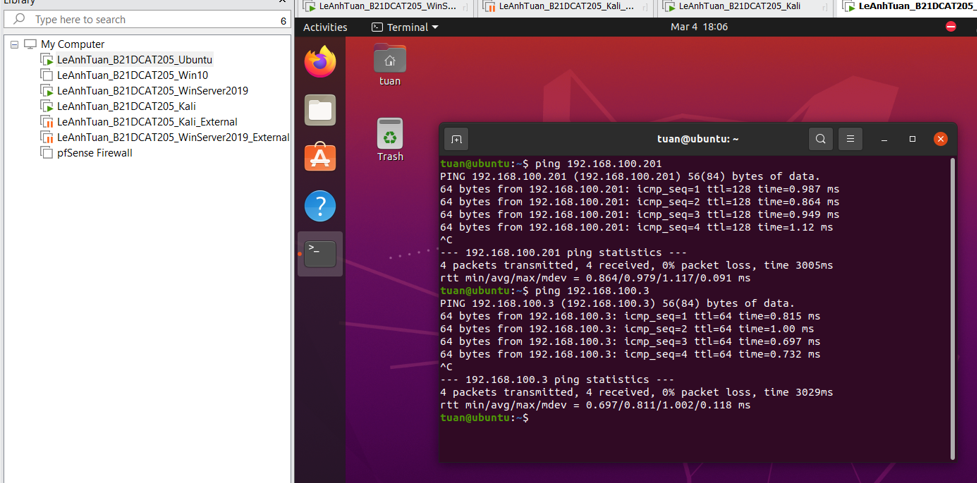 Library
Type here to search
6
My Computer
LeAnhTuan_B21DCAT205_Ubuntu
LeAnhTuan_B21DCAT205_Win10
LeAnhTuan_B21DCAT205_WinServer2019
LeAnhTuan_B21DCAT205_Kali
LeAnhTuan_B21DCAT205_Kali_External
LeAnhTuan_B21DCAT205_WinServer2019_External
pfSense Firewall
LeAnhTuan_B21DCAT205_WinS...
LeAnhTuan_B21DCAT205_Kali_...
LeAnhTuan_B21DCAT205_Kali
LeAnhTuan_B21DCAT205_
Activities
Terminal
Mar 4 18:06
tuan
Trash
tuan@ubuntu: ~
tuan@ubuntu:~$ ping 192.168.100.201
PING 192.168.100.201 (192.168.100.201) 56(84) bytes of data.
64 bytes from 192.168.100.201: icmp_seq=1 ttl=128 time=0.987 ms
64 bytes from 192.168.100.201: icmp_seq=2 ttl=128 time=0.864 ms
64 bytes from 192.168.100.201: icmp_seq=3 ttl=128 time=0.949 ms
64 bytes from 192.168.100.201: icmp_seq=4 ttl=128 time=1.12 ms
^C
--- 192.168.100.201 ping statistics ---
4 packets transmitted, 4 received, 0% packet loss, time 3005ms
rtt min/avg/max/mdev = 0.864/0.979/1.117/0.091 ms
tuan@ubuntu:~$ ping 192.168.100.3
PING 192.168.100.3 (192.168.100.3) 56(84) bytes of data.
64 bytes from 192.168.100.3: icmp_seq=1 ttl=64 time=0.815 ms
64 bytes from 192.168.100.3: icmp_seq=2 ttl=64 time=1.00 ms
64 bytes from 192.168.100.3: icmp_seq=3 ttl=64 time=0.697 ms
64 bytes from 192.168.100.3: icmp_seq=4 ttl=64 time=0.732 ms
^C
--- 192.168.100.3 ping statistics ---
4 packets transmitted, 4 received, 0% packet loss, time 3029ms
rtt min/avg/max/mdev = 0.697/0.811/1.002/0.118 ms
tuan@ubuntu:~$